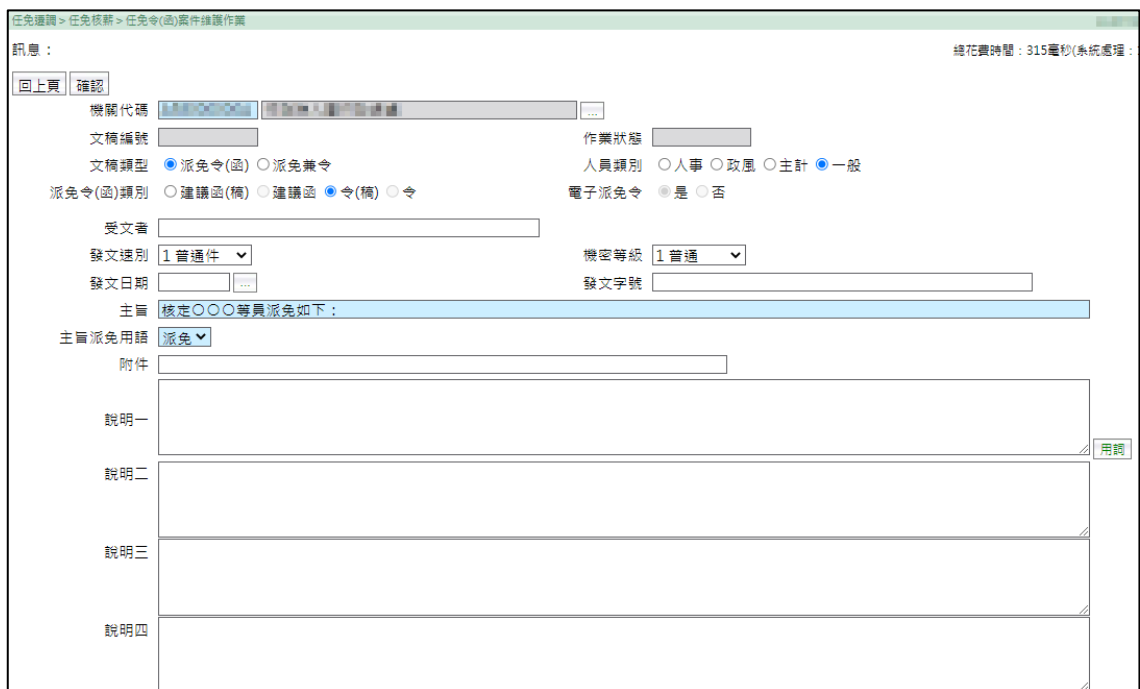 任免遷調>任免核薪>任免令(函)案件維護作業
訊息：
總花費時間：315毫秒(系統處理：
回上頁 確認
機關代碼 ...
文稿編號 作業狀態
文稿類型 派免令(函) 派免兼令 人員類別 人事 政風 主計 一般
派免令(函)類別 建議函(稿) 建議函 令(稿) 令 電子派免令 是 否
受文者
發文速別 1 普通件 機密等級 1 普通
發文日期 ... 發文字號
主旨 核定○○○等員派免如下：
主旨派免用語 派免
附件
說明一
用詞
說明二
說明三
說明四